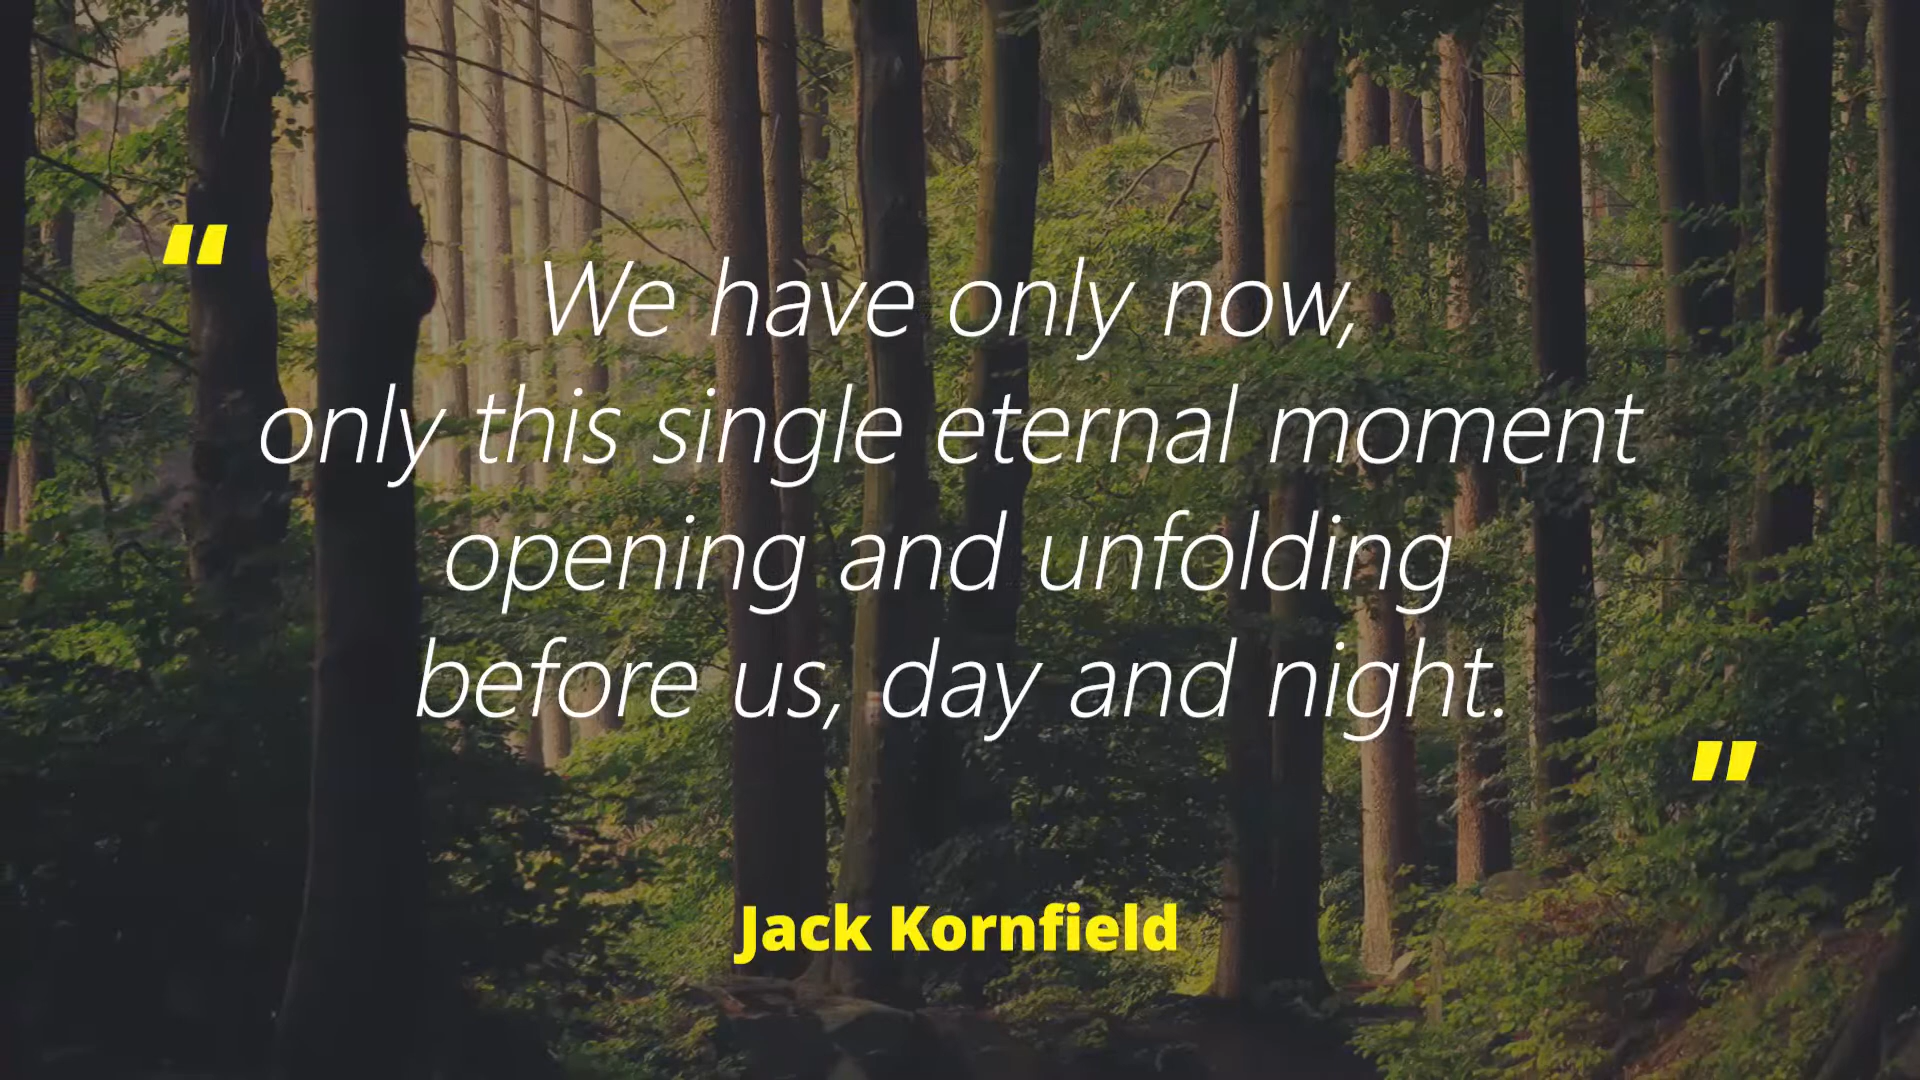 “
We have only now,
only this single eternal moment
opening and unfolding
before us, day and night.
”
Jack Kornfield